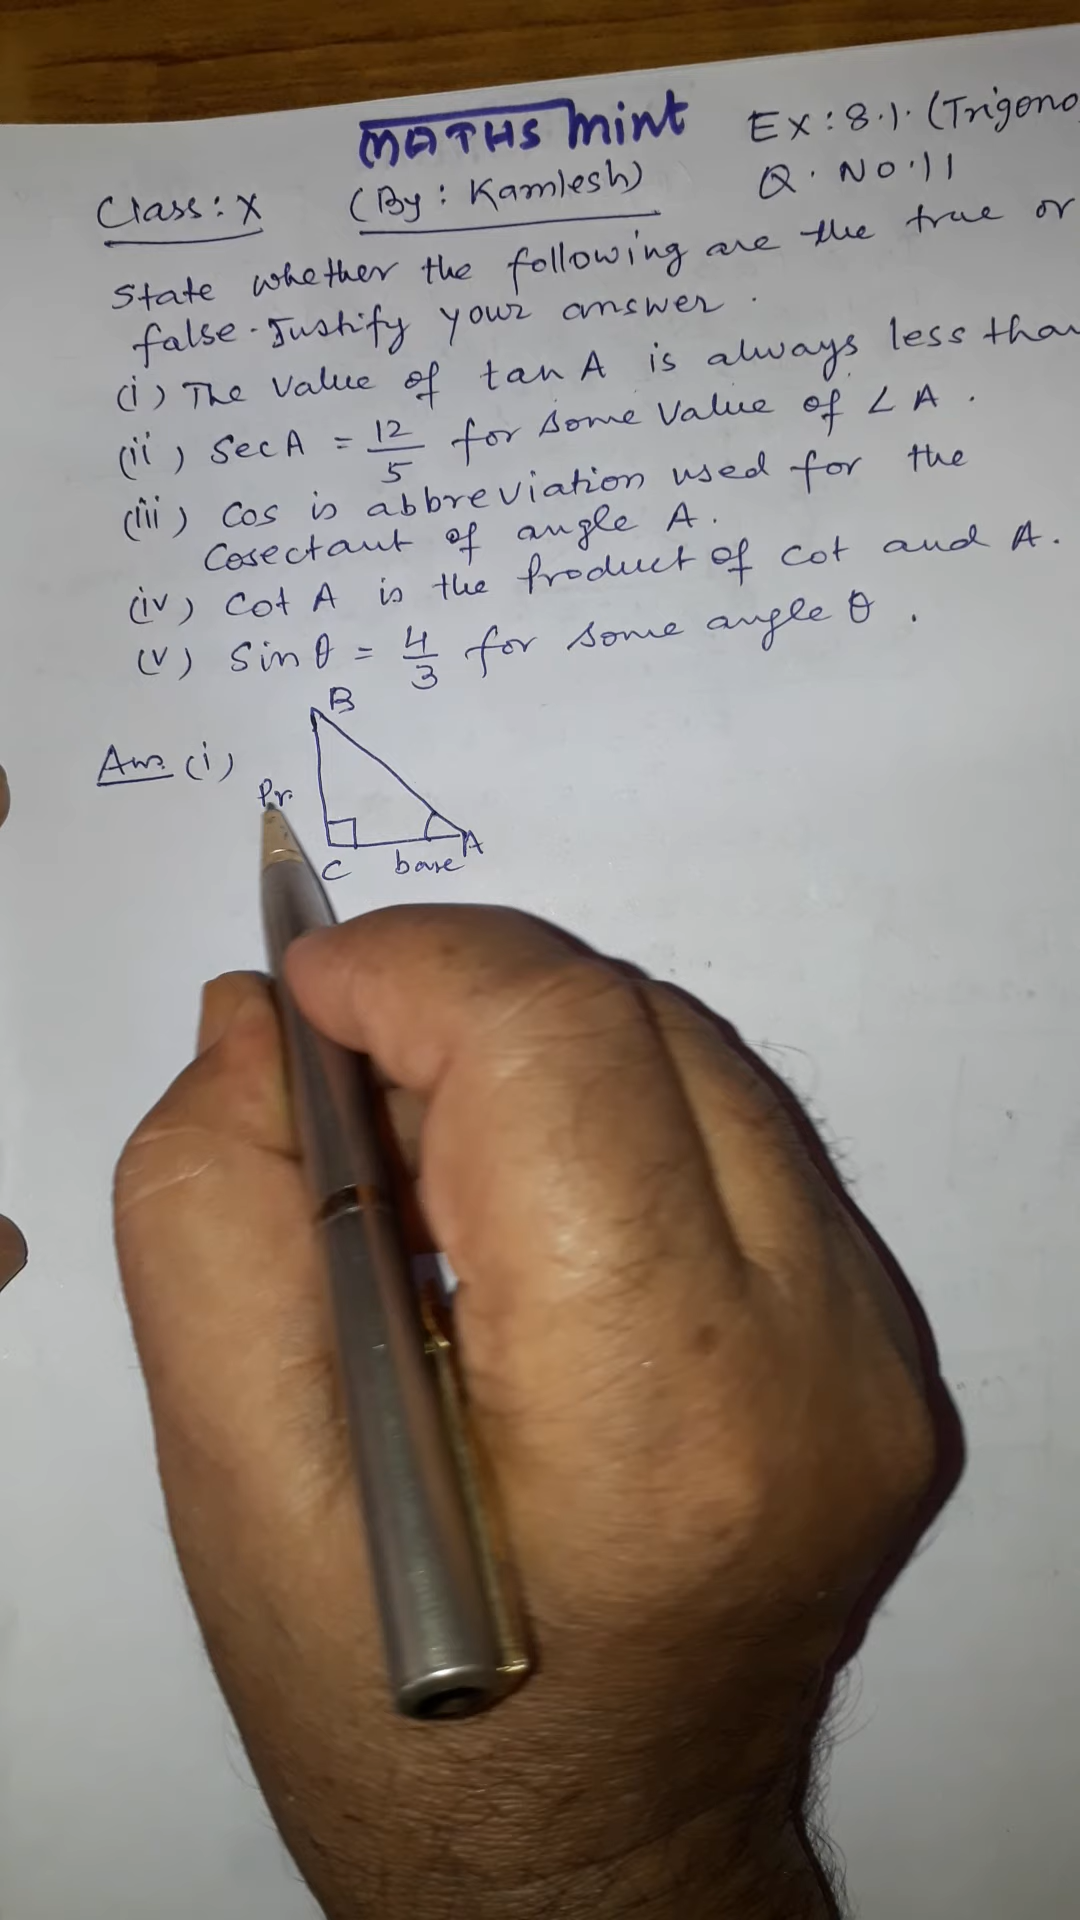 MATHS mint
Ex: 8.1. (Trigono
Class: X
(By: Kamlesh)
Q. No. 11
State whether the following are the true or
false. Justify your answer.
(i) The value of tan A is always less than
(ii) Sec A = 12/5 for some value of ∠A.
(iii) Cos is abbreviation used for the
Cosectant of angle A.
(iv) Cot A is the product of cot and A.
(v) Sin θ = 4/3 for some angle θ.
B
Ans. (i)
Pr.
A
C
base